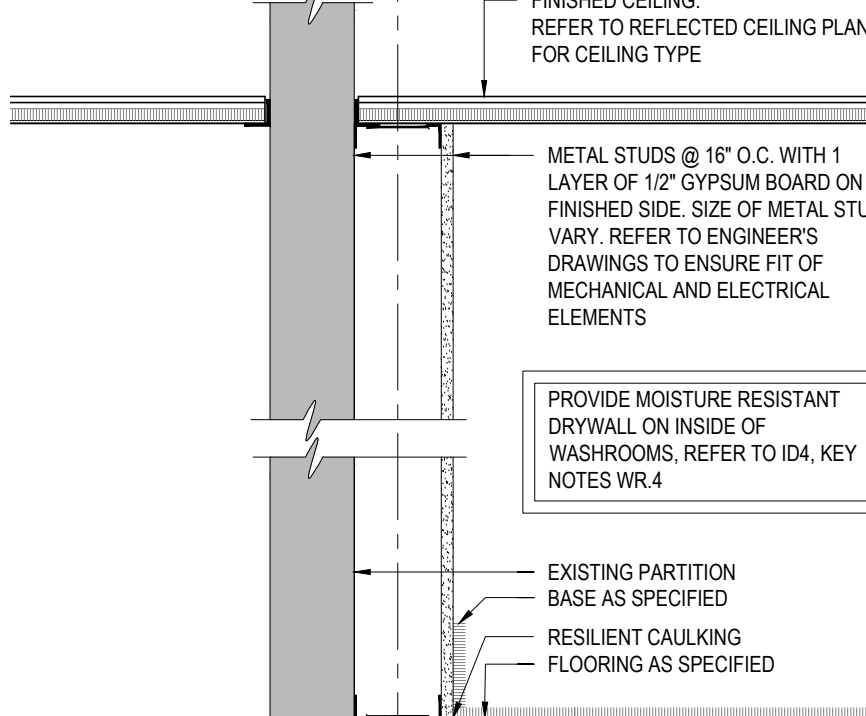 FINISHED CEILING.
REFER TO REFLECTED CEILING PLAN
FOR CEILING TYPE
METAL STUDS @ 16" O.C. WITH 1
LAYER OF 1/2" GYPSUM BOARD ON
FINISHED SIDE. SIZE OF METAL STU
VARY. REFER TO ENGINEER'S
DRAWINGS TO ENSURE FIT OF
MECHANICAL AND ELECTRICAL
ELEMENTS
PROVIDE MOISTURE RESISTANT
DRYWALL ON INSIDE OF
WASHROOMS, REFER TO ID4, KEY
NOTES WR.4
EXISTING PARTITION
BASE AS SPECIFIED
RESILIENT CAULKING
FLOORING AS SPECIFIED